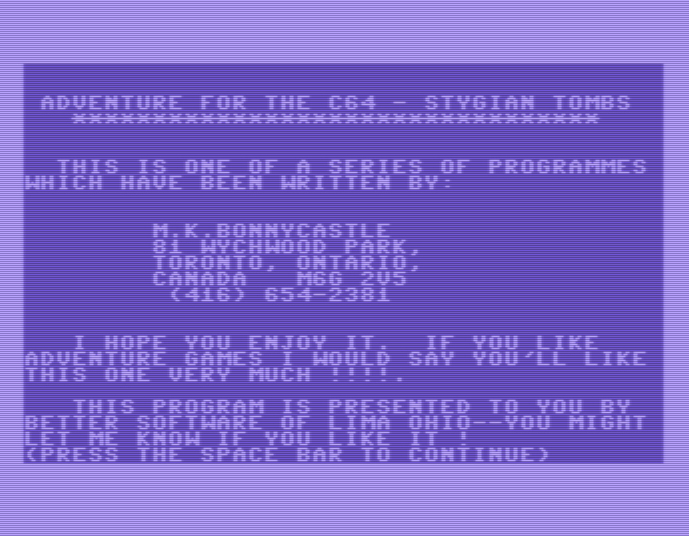 ADVENTURE FOR THE C64 - STYGIAN TOMBS
*********************************
THIS IS ONE OF A SERIES OF PROGRAMMES
WHICH HAVE BEEN WRITTEN BY:
M.K.BONNYCASTLE
81 WYCHWOOD PARK,
TORONTO, ONTARIO,
CANADA   M6G 2V5
(416) 654-2381
I HOPE YOU ENJOY IT.  IF YOU LIKE
ADVENTURE GAMES I WOULD SAY YOU'LL LIKE
THIS ONE VERY MUCH !!!!.
THIS PROGRAM IS PRESENTED TO YOU BY
BETTER SOFTWARE OF LIMA OHIO--YOU MIGHT
LET ME KNOW IF YOU LIKE IT !
(PRESS THE SPACE BAR TO CONTINUE)